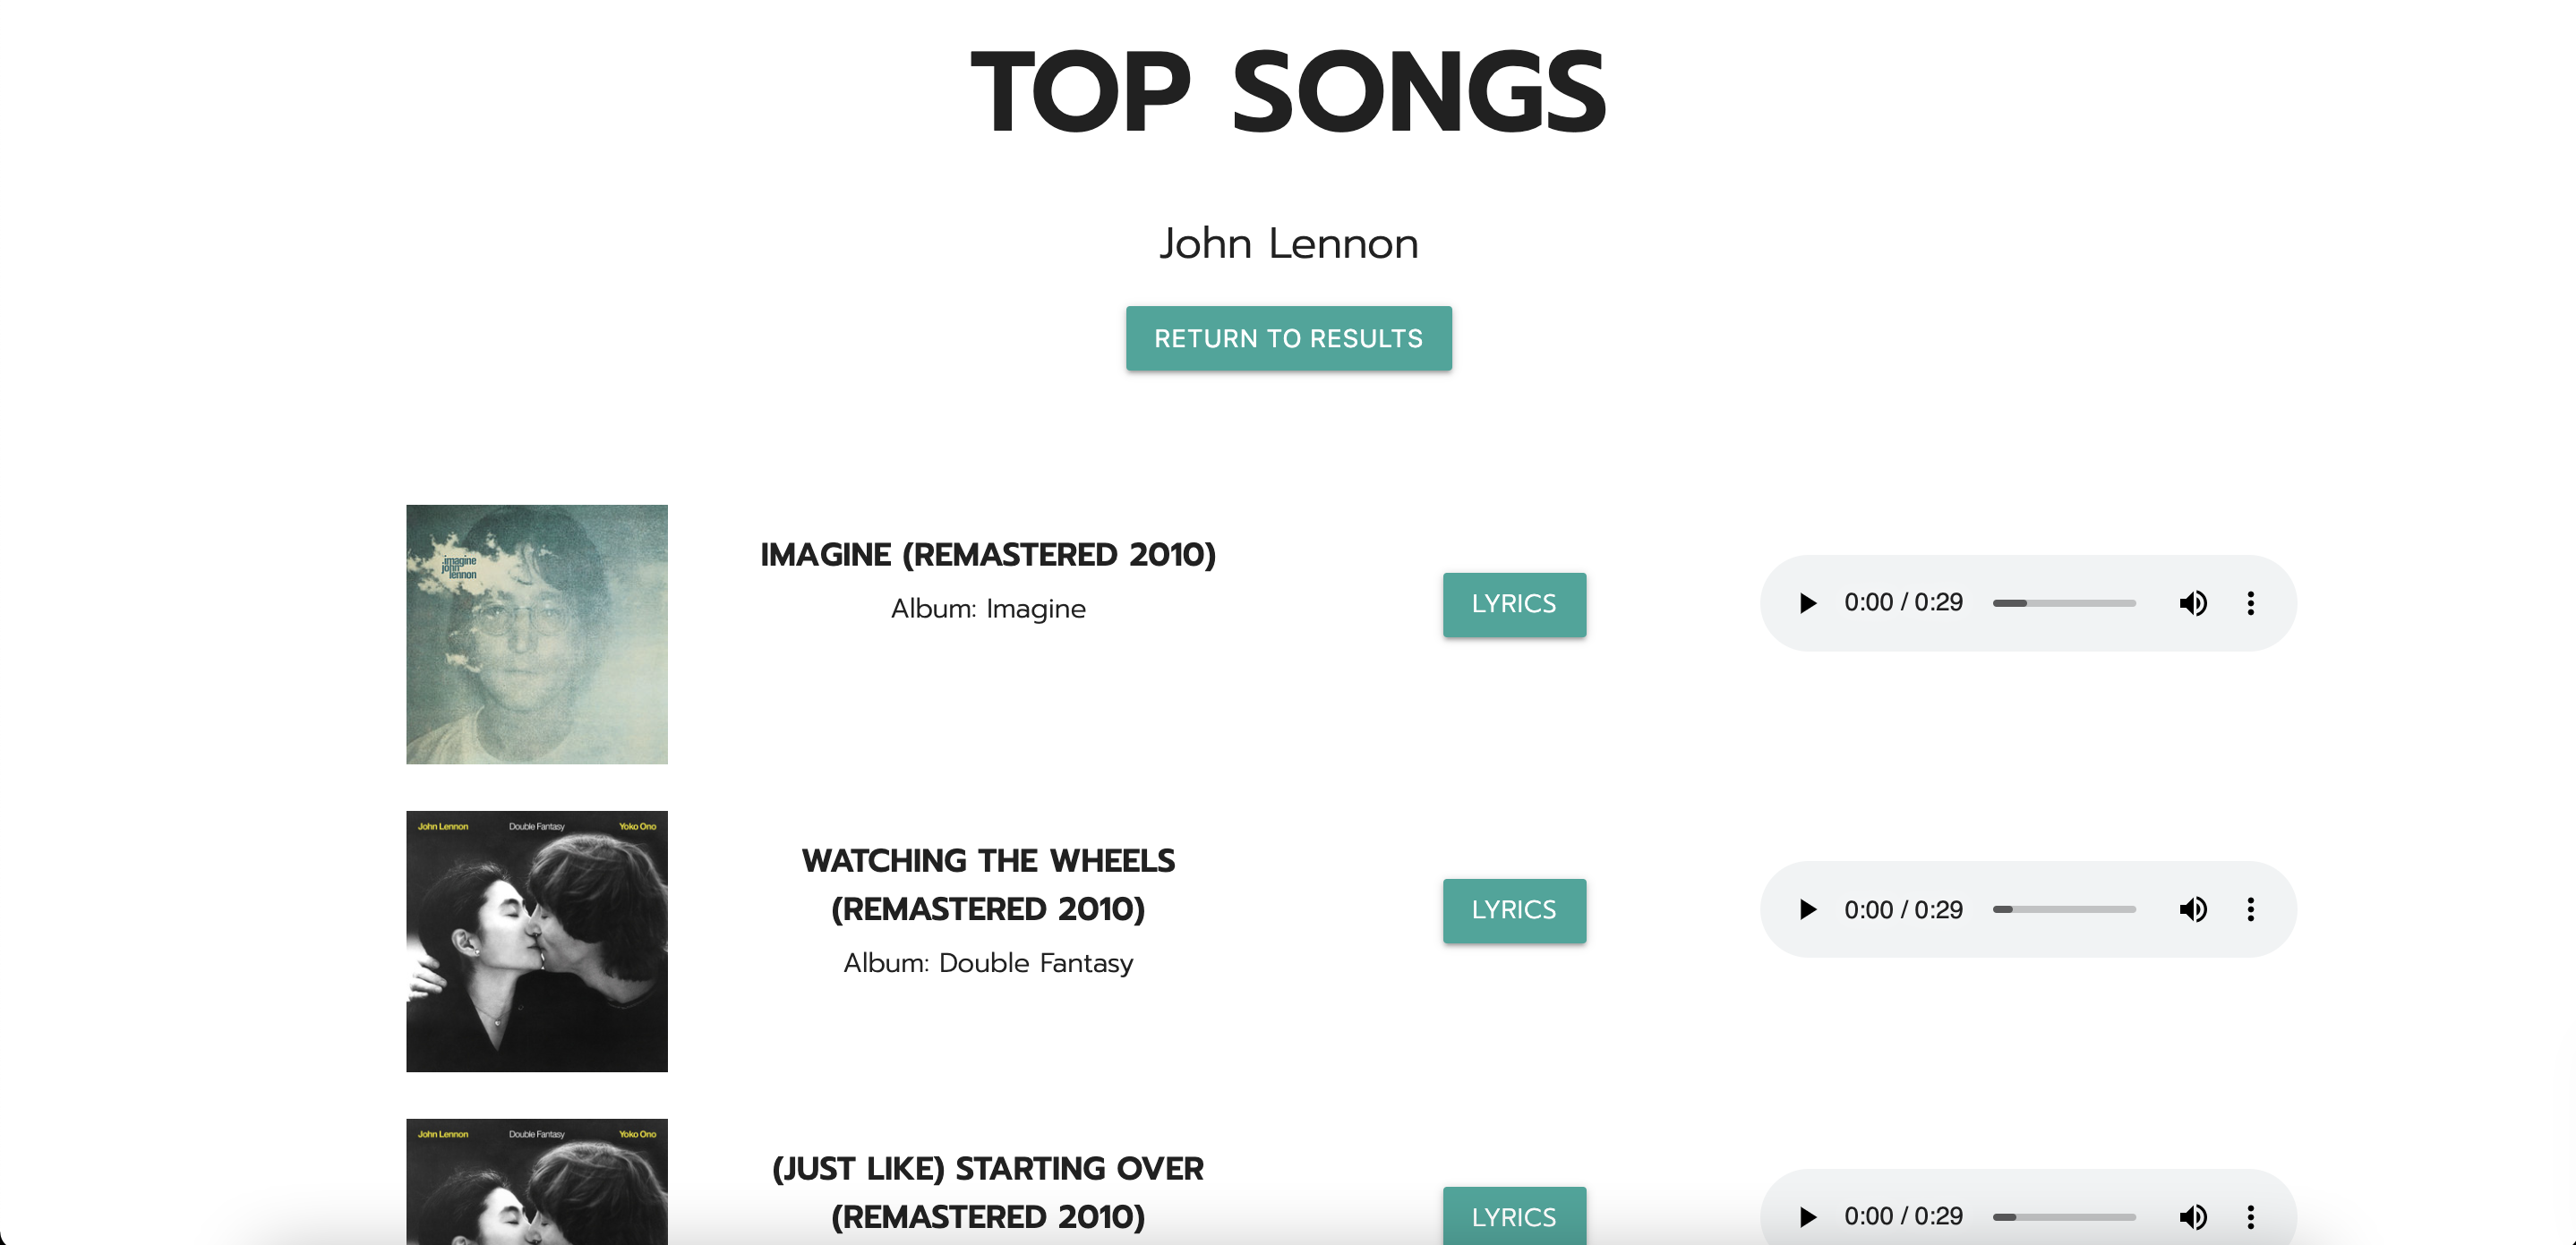 TOP SONGS
John Lennon
RETURN TO RESULTS
imagine
john
lennon
IMAGINE (REMASTERED 2010)
Album: Imagine
LYRICS
0:00 / 0:29
John Lennon Double Fantasy Yoko Ono
WATCHING THE WHEELS
(REMASTERED 2010)
Album: Double Fantasy
LYRICS
0:00 / 0:29
John Lennon Double Fantasy Yoko Ono
(JUST LIKE) STARTING OVER
(REMASTERED 2010)
LYRICS
0:00 / 0:29